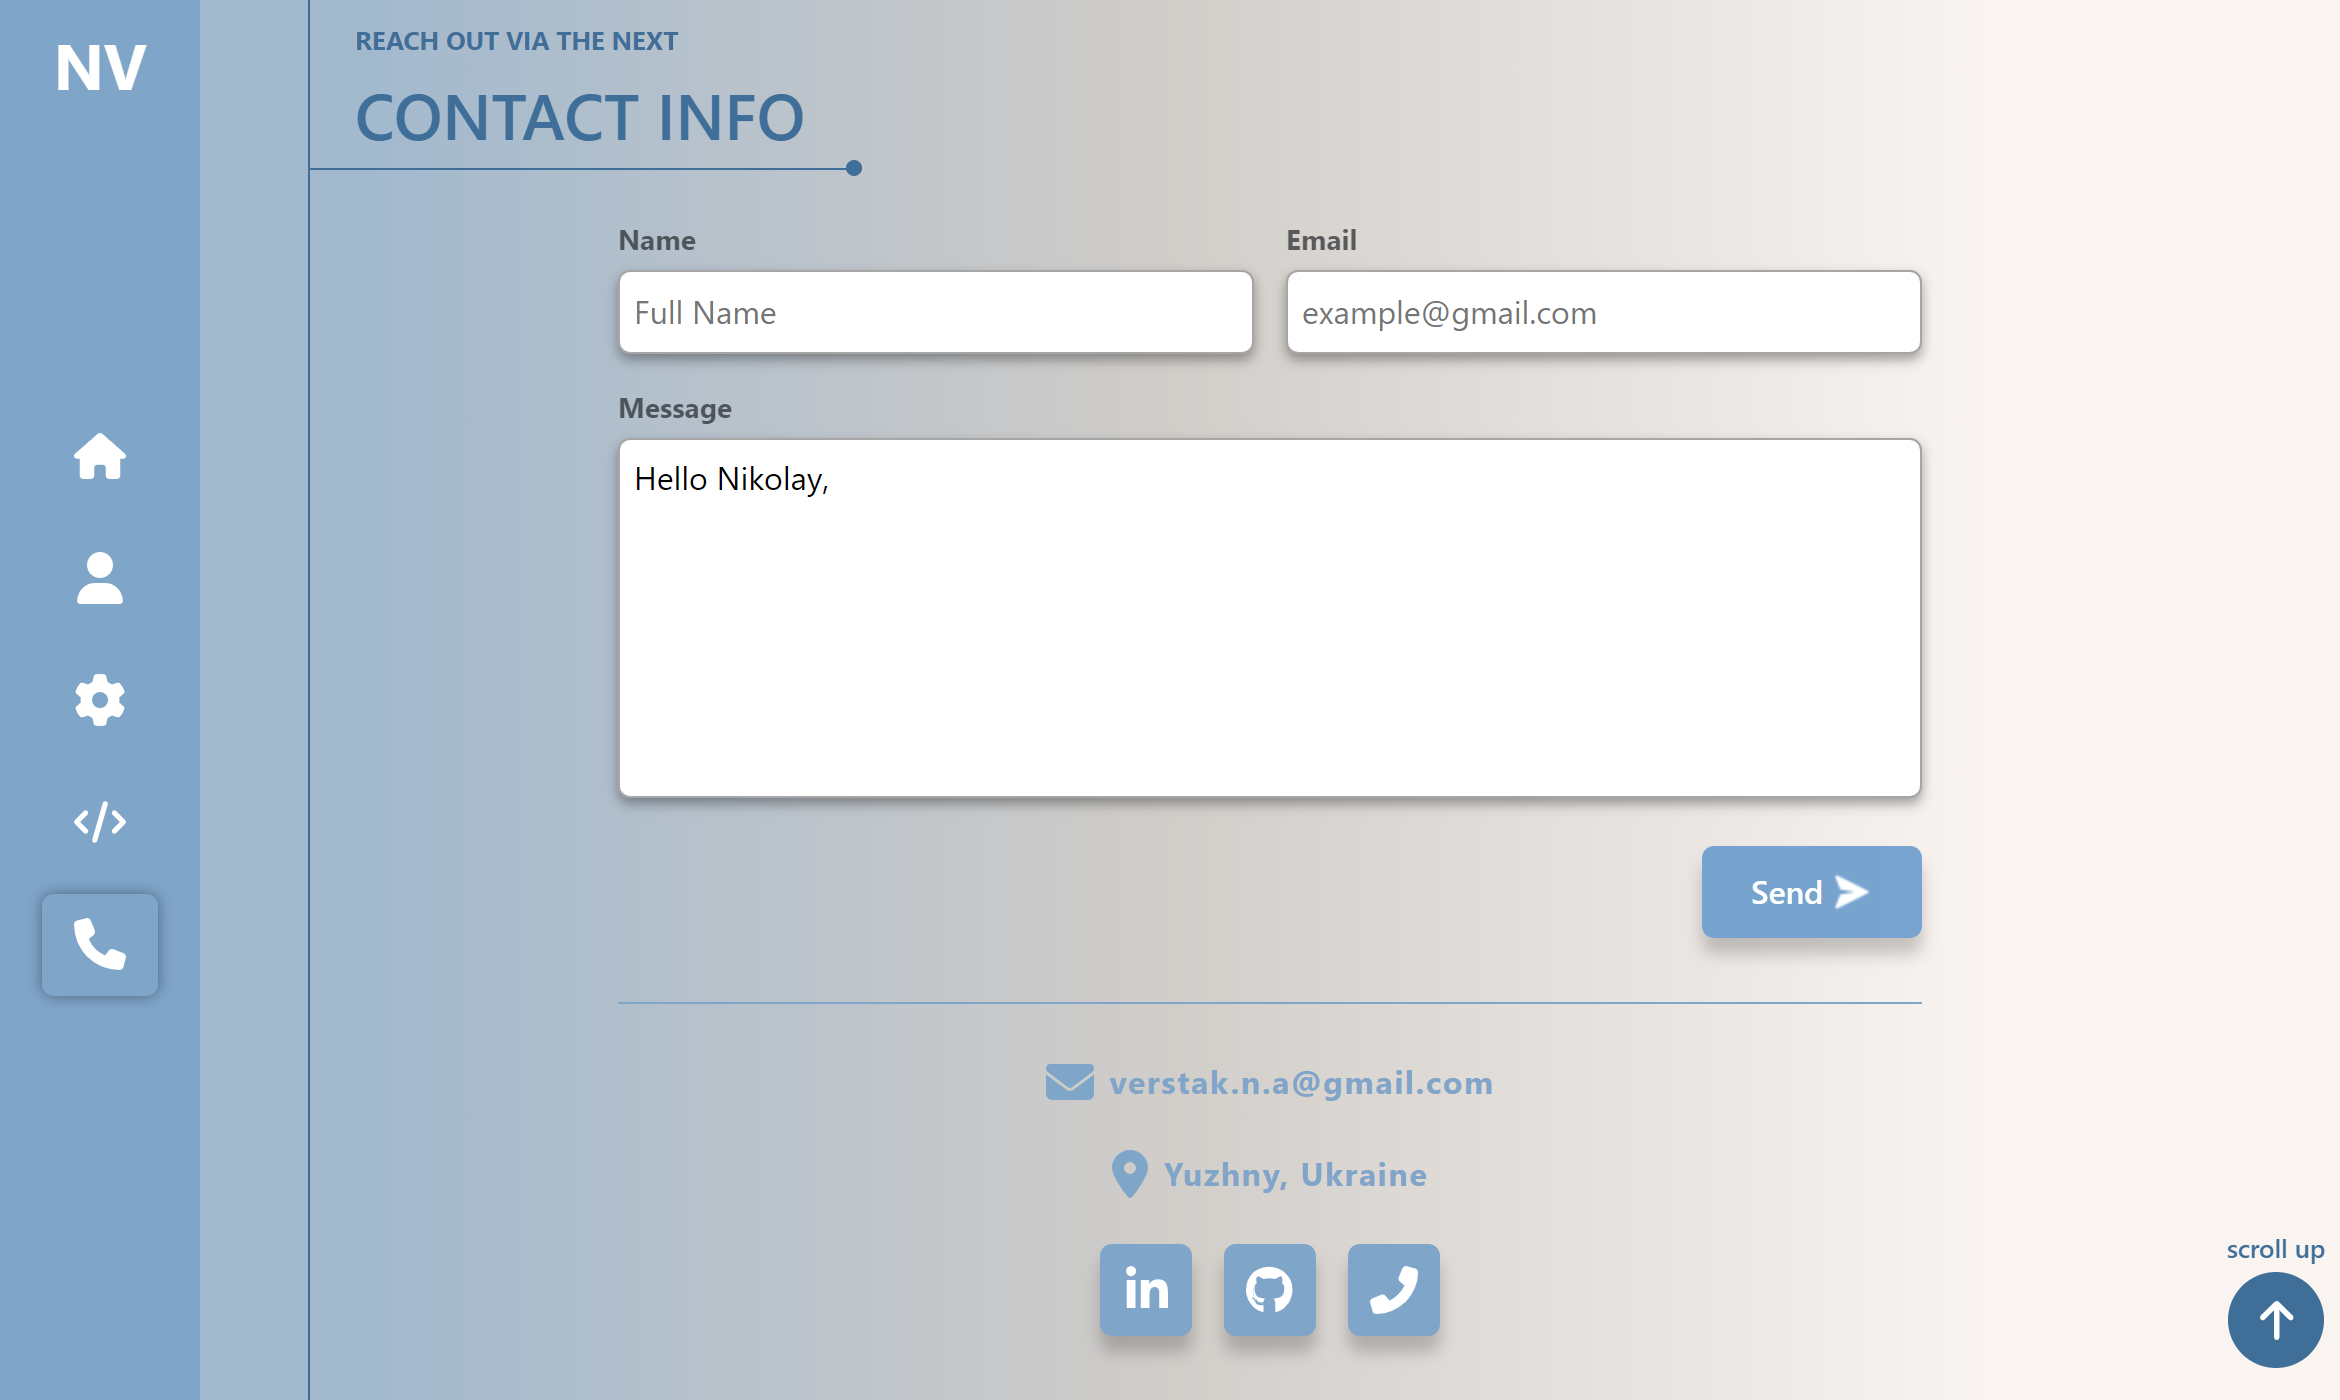 NV
REACH OUT VIA THE NEXT
CONTACT INFO
Name
Email
Full Name
example@gmail.com
Message
Hello Nikolay,
Send
verstak.n.a@gmail.com
Yuzhny, Ukraine
in
scroll up